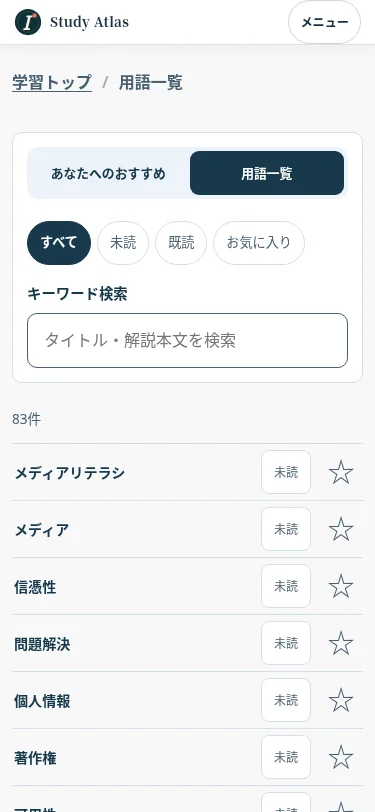 I Study Atlas メニュー
学習トップ / 用語一覧
あなたへのおすすめ 用語一覧
すべて 未読 既読 お気に入り
キーワード検索
タイトル・解説本文を検索
83件
メディアリテラシ 未読
メディア 未読
信憑性 未読
問題解決 未読
個人情報 未読
著作権 未読